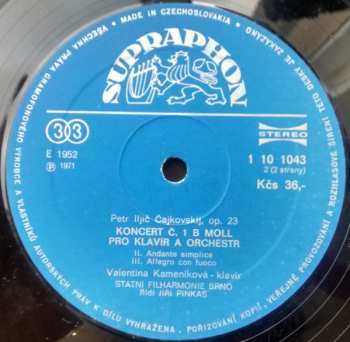 VÝROBCE A VLASTNÍKŮ AUTORSKÝCH PRÁV K DÍLU VYHRAZENA. POŘIZOVÁNÍ KOPIÍ, VEŘEJNÉ PROVOZOVÁNÍ A ROZHLASOVÉ ŠÍŘENÍ TÉTO DESKY JE ZAKÁZÁNO • MADE IN CZECHOSLOVAKIA • VŠECHNA PRÁVA GRAMOFONOVÉHO
SUPRAPHON
33
STEREO
E 1952
Ⓟ 1971
1 10 1043
2 (2 strany)
Kčs 36,-
Petr Iljič Čajkovskij, op. 23
KONCERT Č. 1 B MOLL
PRO KLAVÍR A ORCHESTR
II. Andante simplice
III. Allegro con fuoco
Valentina Kameníková - klavír
STÁTNÍ FILHARMONIE BRNO
Řídí JIŘÍ PINKAS